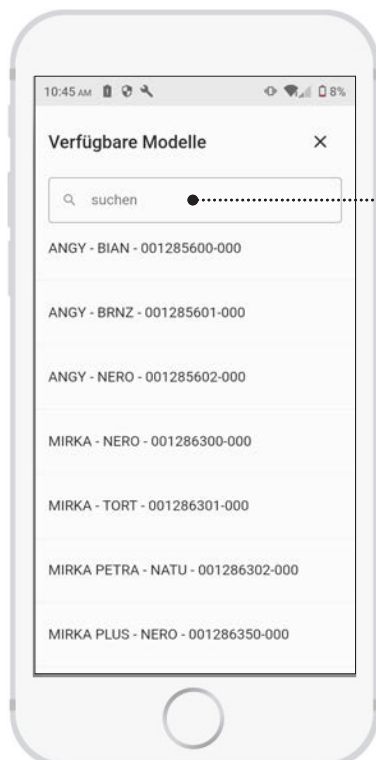 10:45 AM 8%
Verfügbare Modelle
suchen
ANGY - BIAN - 001285600-000
ANGY - BRNZ - 001285601-000
ANGY - NERO - 001285602-000
MIRKA - NERO - 001286300-000
MIRKA - TORT - 001286301-000
MIRKA PETRA - NATU - 001286302-000
MIRKA PLUS - NERO - 001286350-000